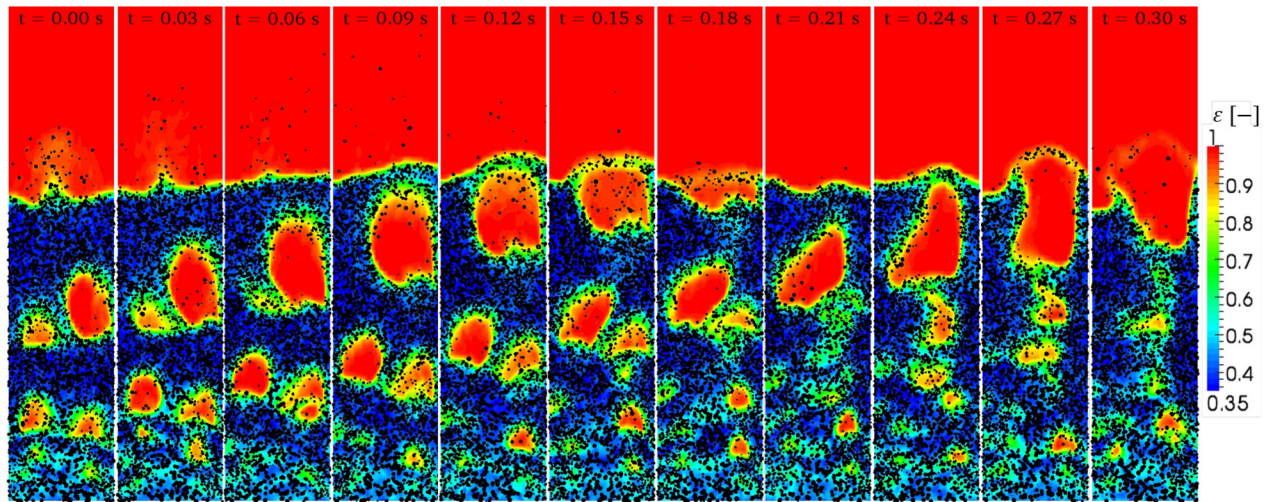 t = 0.00 s
t = 0.03 s
t = 0.06 s
t = 0.09 s
t = 0.12 s
t = 0.15 s
t = 0.18 s
t = 0.21 s
t = 0.24 s
t = 0.27 s
t = 0.30 s
ε [−]
1
0.9
0.8
0.7
0.6
0.5
0.4
0.35